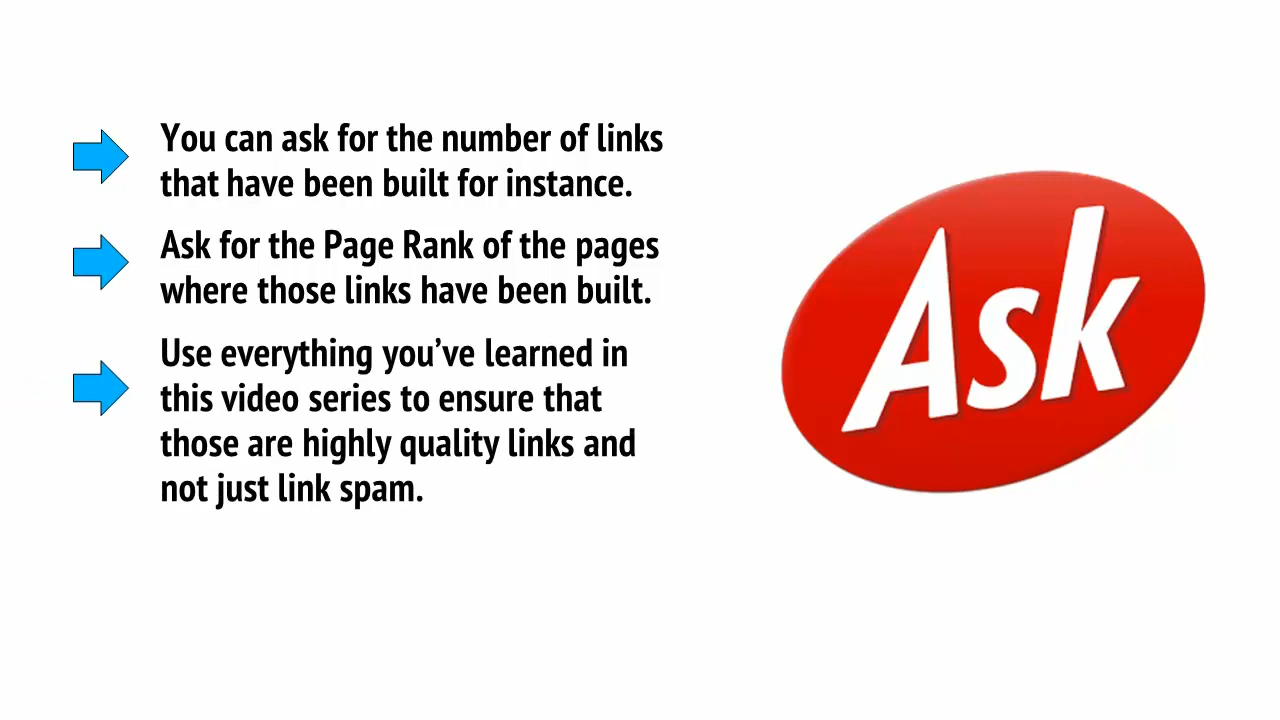 You can ask for the number of links
that have been built for instance.
Ask for the Page Rank of the pages
where those links have been built.
Use everything you’ve learned in
this video series to ensure that
those are highly quality links and
not just link spam.
Ask